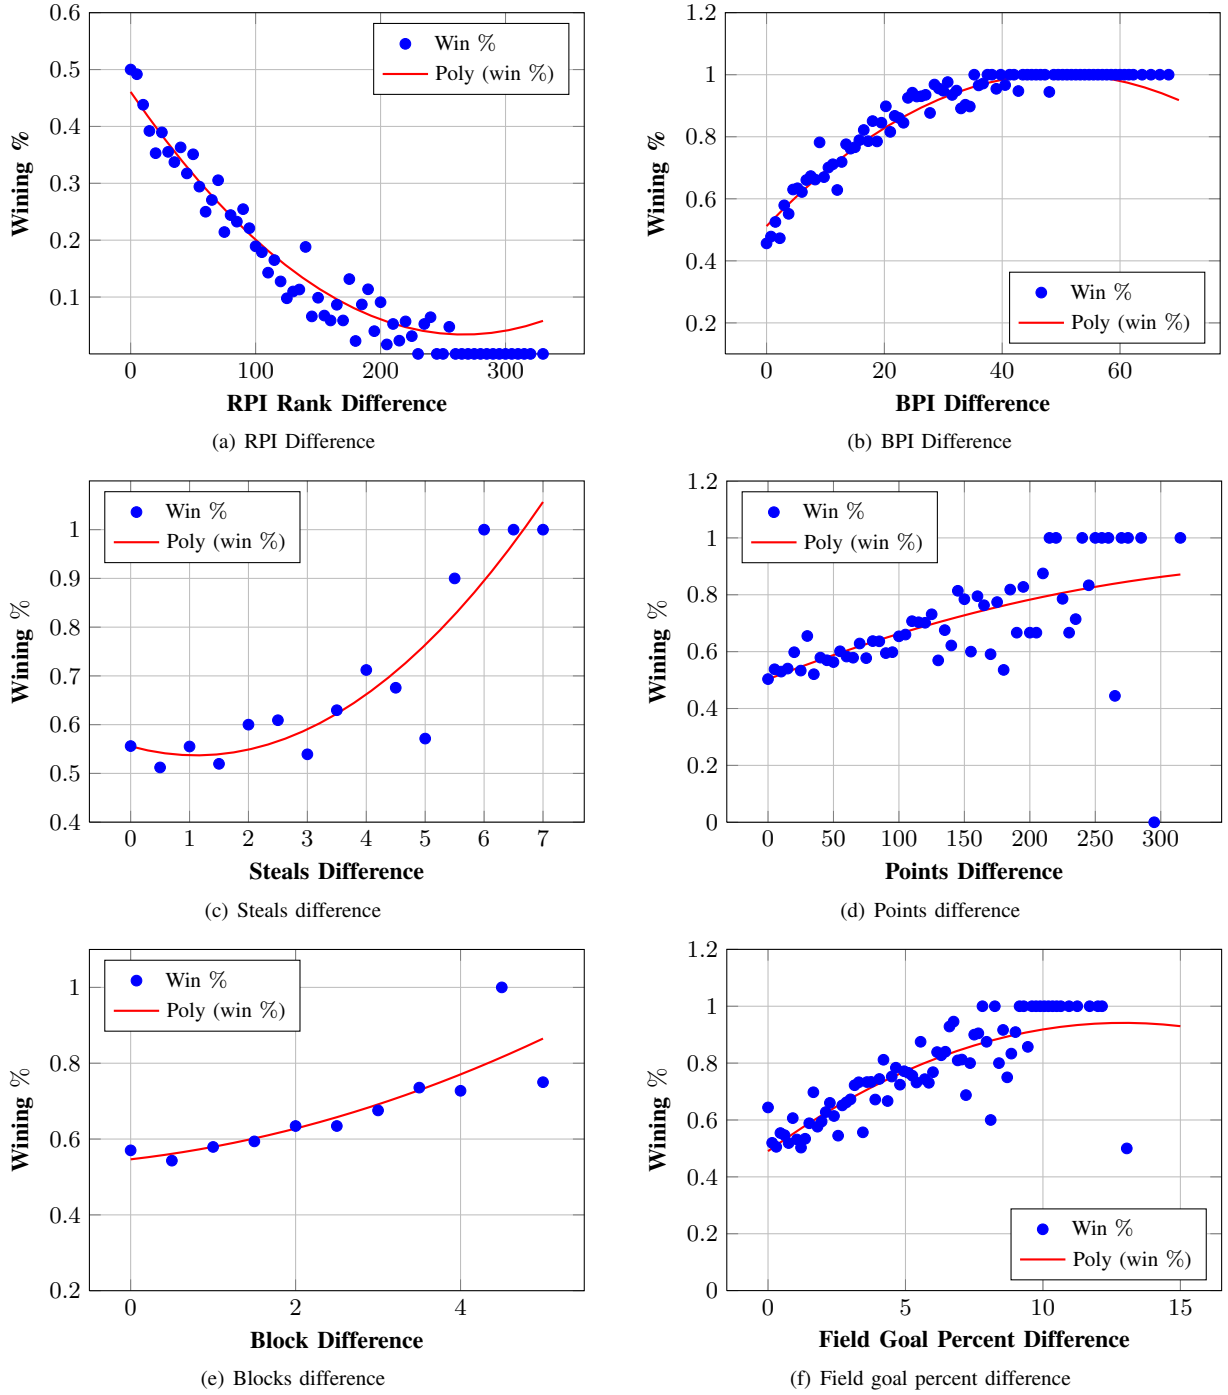 0.6
0.5
0.4
0.3
0.2
0.1
Wining %
Win %
Poly (win %)
0 100 200 300
RPI Rank Difference
(a) RPI Difference
1.2
1
0.8
0.6
0.4
0.2
Wining %
Win %
Poly (win %)
0 20 40 60
BPI Difference
(b) BPI Difference
1
0.9
0.8
0.7
0.6
0.5
0.4
Wining %
Win %
Poly (win %)
0 1 2 3 4 5 6 7
Steals Difference
(c) Steals difference
1.2
1
0.8
0.6
0.4
0.2
0
Wining %
Win %
Poly (win %)
0 50 100 150 200 250 300
Points Difference
(d) Points difference
1
0.8
0.6
0.4
0.2
Wining %
Win %
Poly (win %)
0 2 4
Block Difference
(e) Blocks difference
1.2
1
0.8
0.6
0.4
0.2
0
Wining %
Win %
Poly (win %)
0 5 10 15
Field Goal Percent Difference
(f) Field goal percent difference